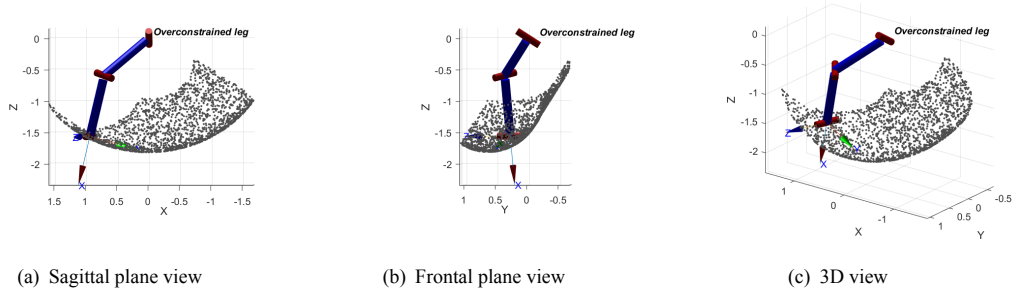 Overconstrained leg
0
-0.5
-1
-1.5
-2
Z
1.5 1 0.5 0 -0.5 -1 -1.5
X
Z
X
Overconstrained leg
0
-0.5
-1
-1.5
-2
Z
1 0.5 0 -0.5
Y
X
Overconstrained leg
0
-0.5
-1
-1.5
-2
Z
1 0 -1
X
1 0.5 0 -0.5
Y
Z
Y
X
(a) Sagittal plane view
(b) Frontal plane view
(c) 3D view